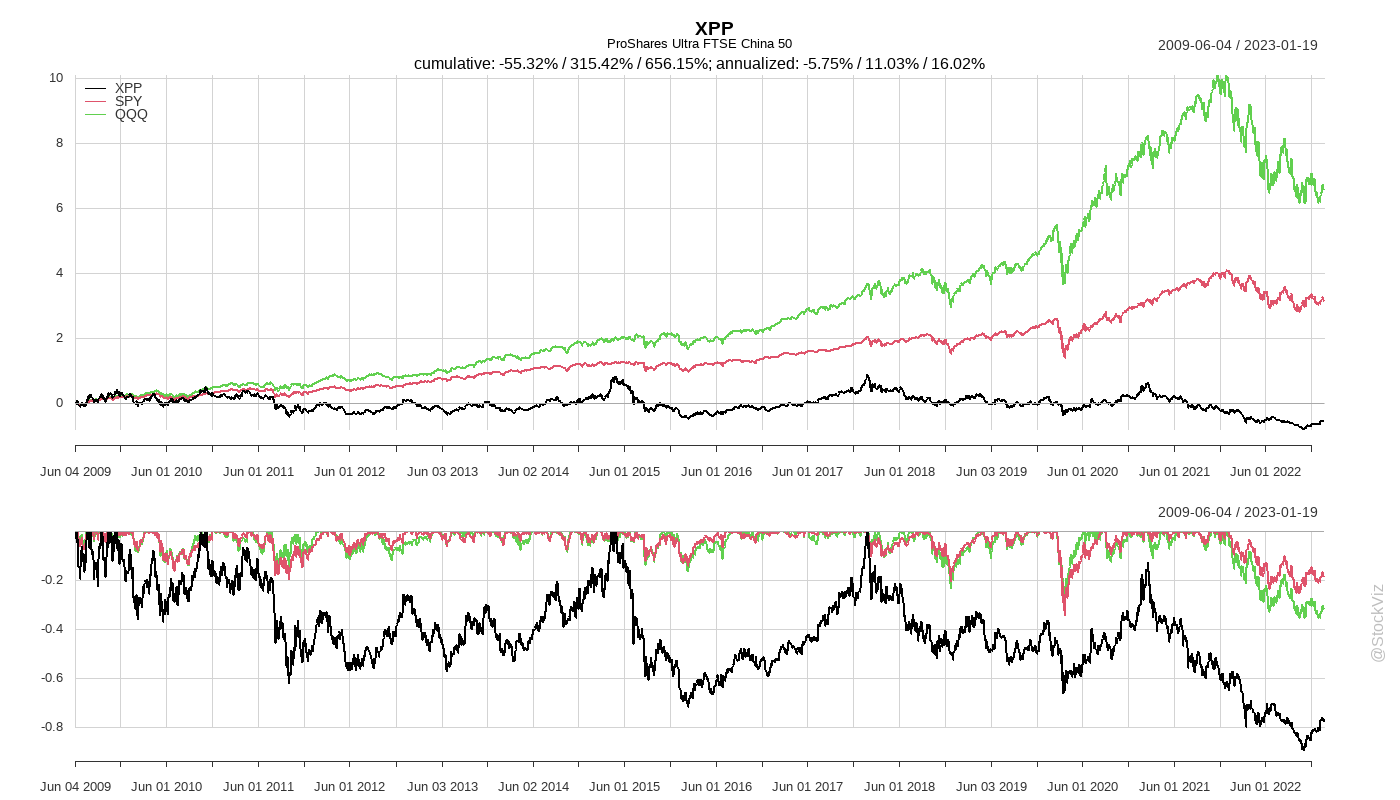 XPP
ProShares Ultra FTSE China 50
2009-06-04 / 2023-01-19
cumulative: -55.32% / 315.42% / 656.15%; annualized: -5.75% / 11.03% / 16.02%
XPP
SPY
QQQ
10
8
6
4
2
0
Jun 04 2009 Jun 01 2010 Jun 01 2011 Jun 01 2012 Jun 03 2013 Jun 02 2014 Jun 01 2015 Jun 01 2016 Jun 01 2017 Jun 01 2018 Jun 03 2019 Jun 01 2020 Jun 01 2021 Jun 01 2022
2009-06-04 / 2023-01-19
-0.2
-0.4
-0.6
-0.8
Jun 04 2009 Jun 01 2010 Jun 01 2011 Jun 01 2012 Jun 03 2013 Jun 02 2014 Jun 01 2015 Jun 01 2016 Jun 01 2017 Jun 01 2018 Jun 03 2019 Jun 01 2020 Jun 01 2021 Jun 01 2022
@StockViz